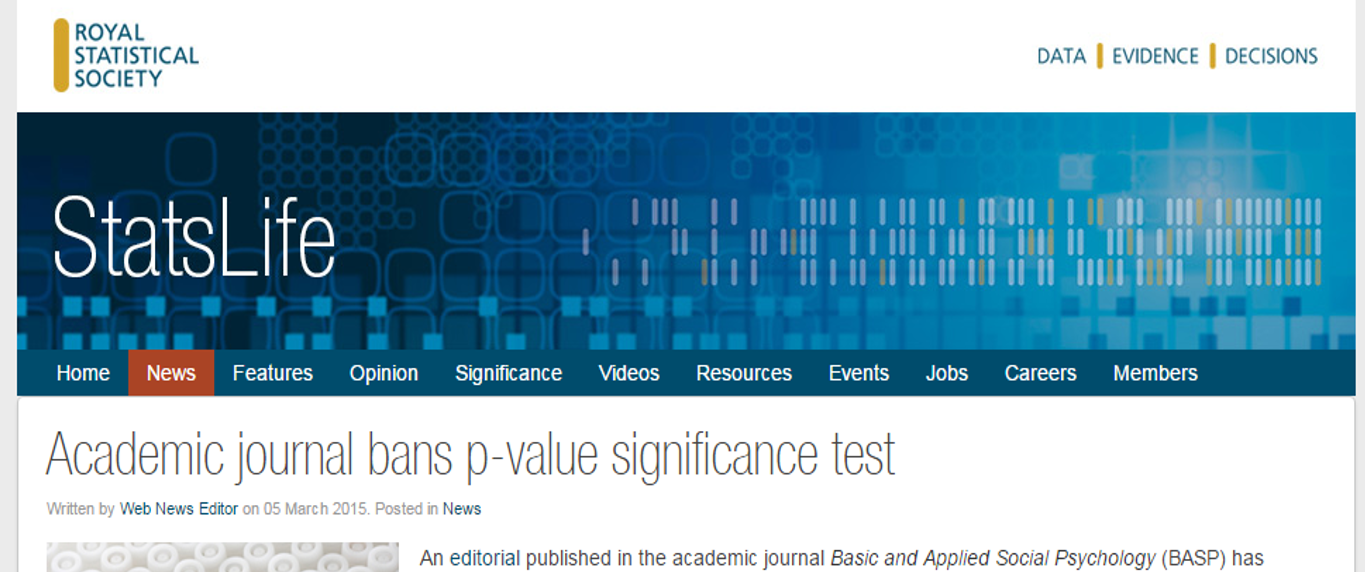 ROYAL
STATISTICAL
SOCIETY
DATA EVIDENCE DECISIONS
StatsLife
Home News Features Opinion Significance Videos Resources Events Jobs Careers Members
Academic journal bans p-value significance test
Written by Web News Editor on 05 March 2015. Posted in News
An editorial published in the academic journal Basic and Applied Social Psychology (BASP) has